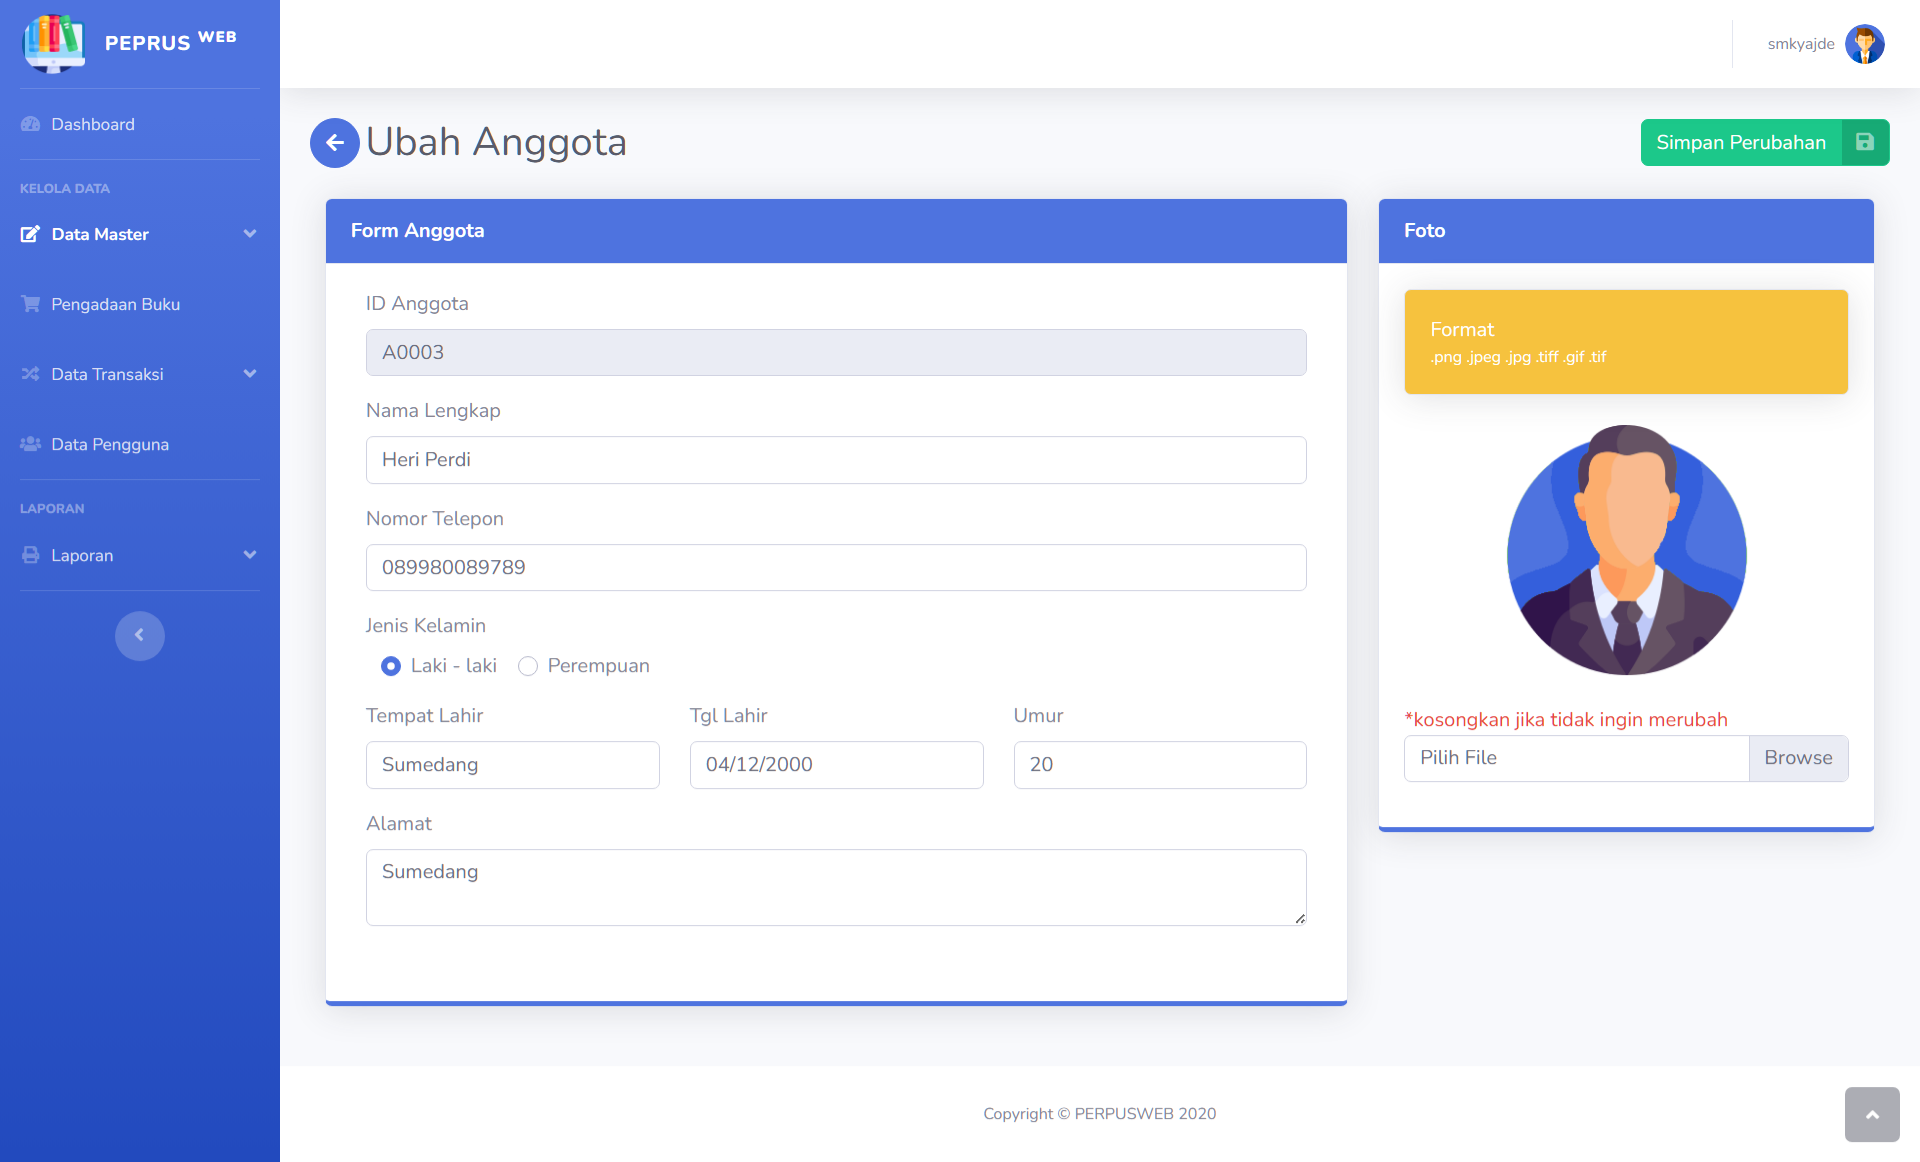 PEPRUS WEB
smkyajde
Dashboard
KELOLA DATA
Data Master
Pengadaan Buku
Data Transaksi
Data Pengguna
LAPORAN
Laporan
Ubah Anggota
Simpan Perubahan
Form Anggota
ID Anggota
A0003
Nama Lengkap
Heri Perdi
Nomor Telepon
089980089789
Jenis Kelamin
Laki - laki Perempuan
Tempat Lahir Tgl Lahir Umur
Sumedang 04/12/2000 20
Alamat
Sumedang
Foto
Format
.png .jpeg .jpg .tiff .gif .tif
*kosongkan jika tidak ingin merubah
Pilih File Browse
Copyright © PERPUSWEB 2020